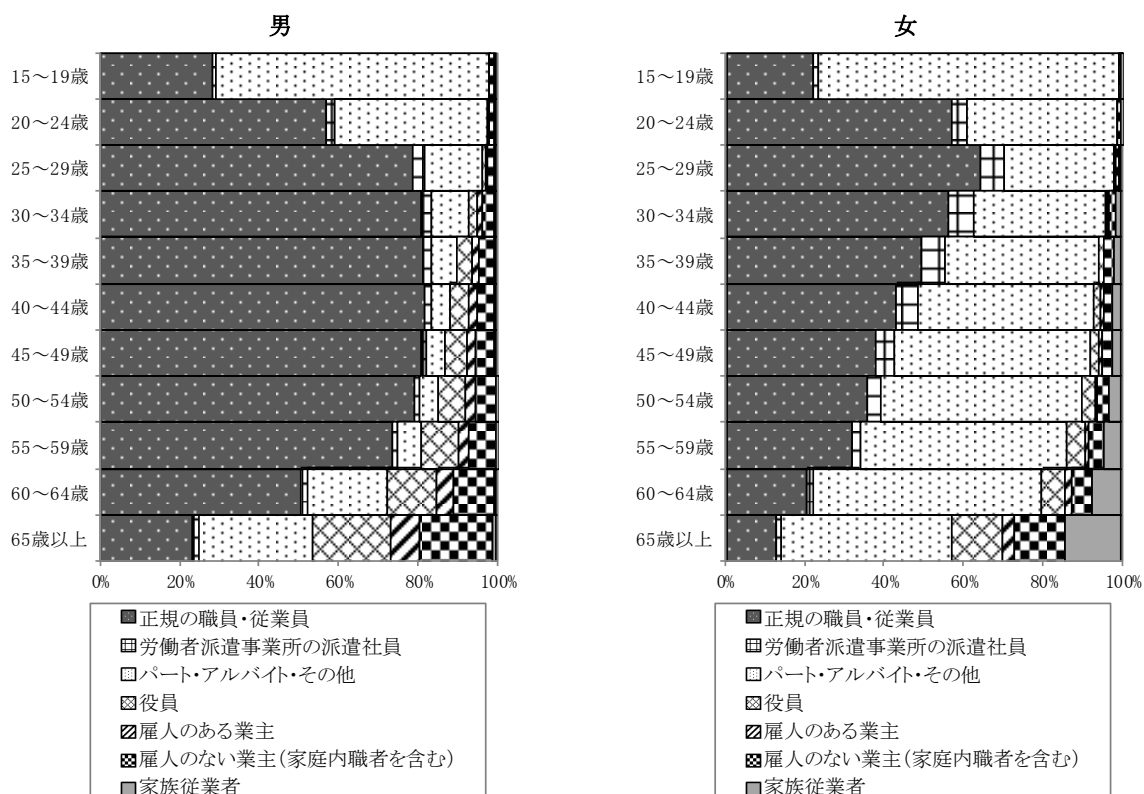 男
15～19歳
20～24歳
25～29歳
30～34歳
35～39歳
40～44歳
45～49歳
50～54歳
55～59歳
60～64歳
65歳以上
0% 20% 40% 60% 80% 100%
正規の職員・従業員
労働者派遣事業所の派遣社員
パート・アルバイト・その他
役員
雇人のある業主
雇人のない業主(家庭内職者を含む)
家族従業者
女
15～19歳
20～24歳
25～29歳
30～34歳
35～39歳
40～44歳
45～49歳
50～54歳
55～59歳
60～64歳
65歳以上
0% 20% 40% 60% 80% 100%
正規の職員・従業員
労働者派遣事業所の派遣社員
パート・アルバイト・その他
役員
雇人のある業主
雇人のない業主(家庭内職者を含む)
家族従業者